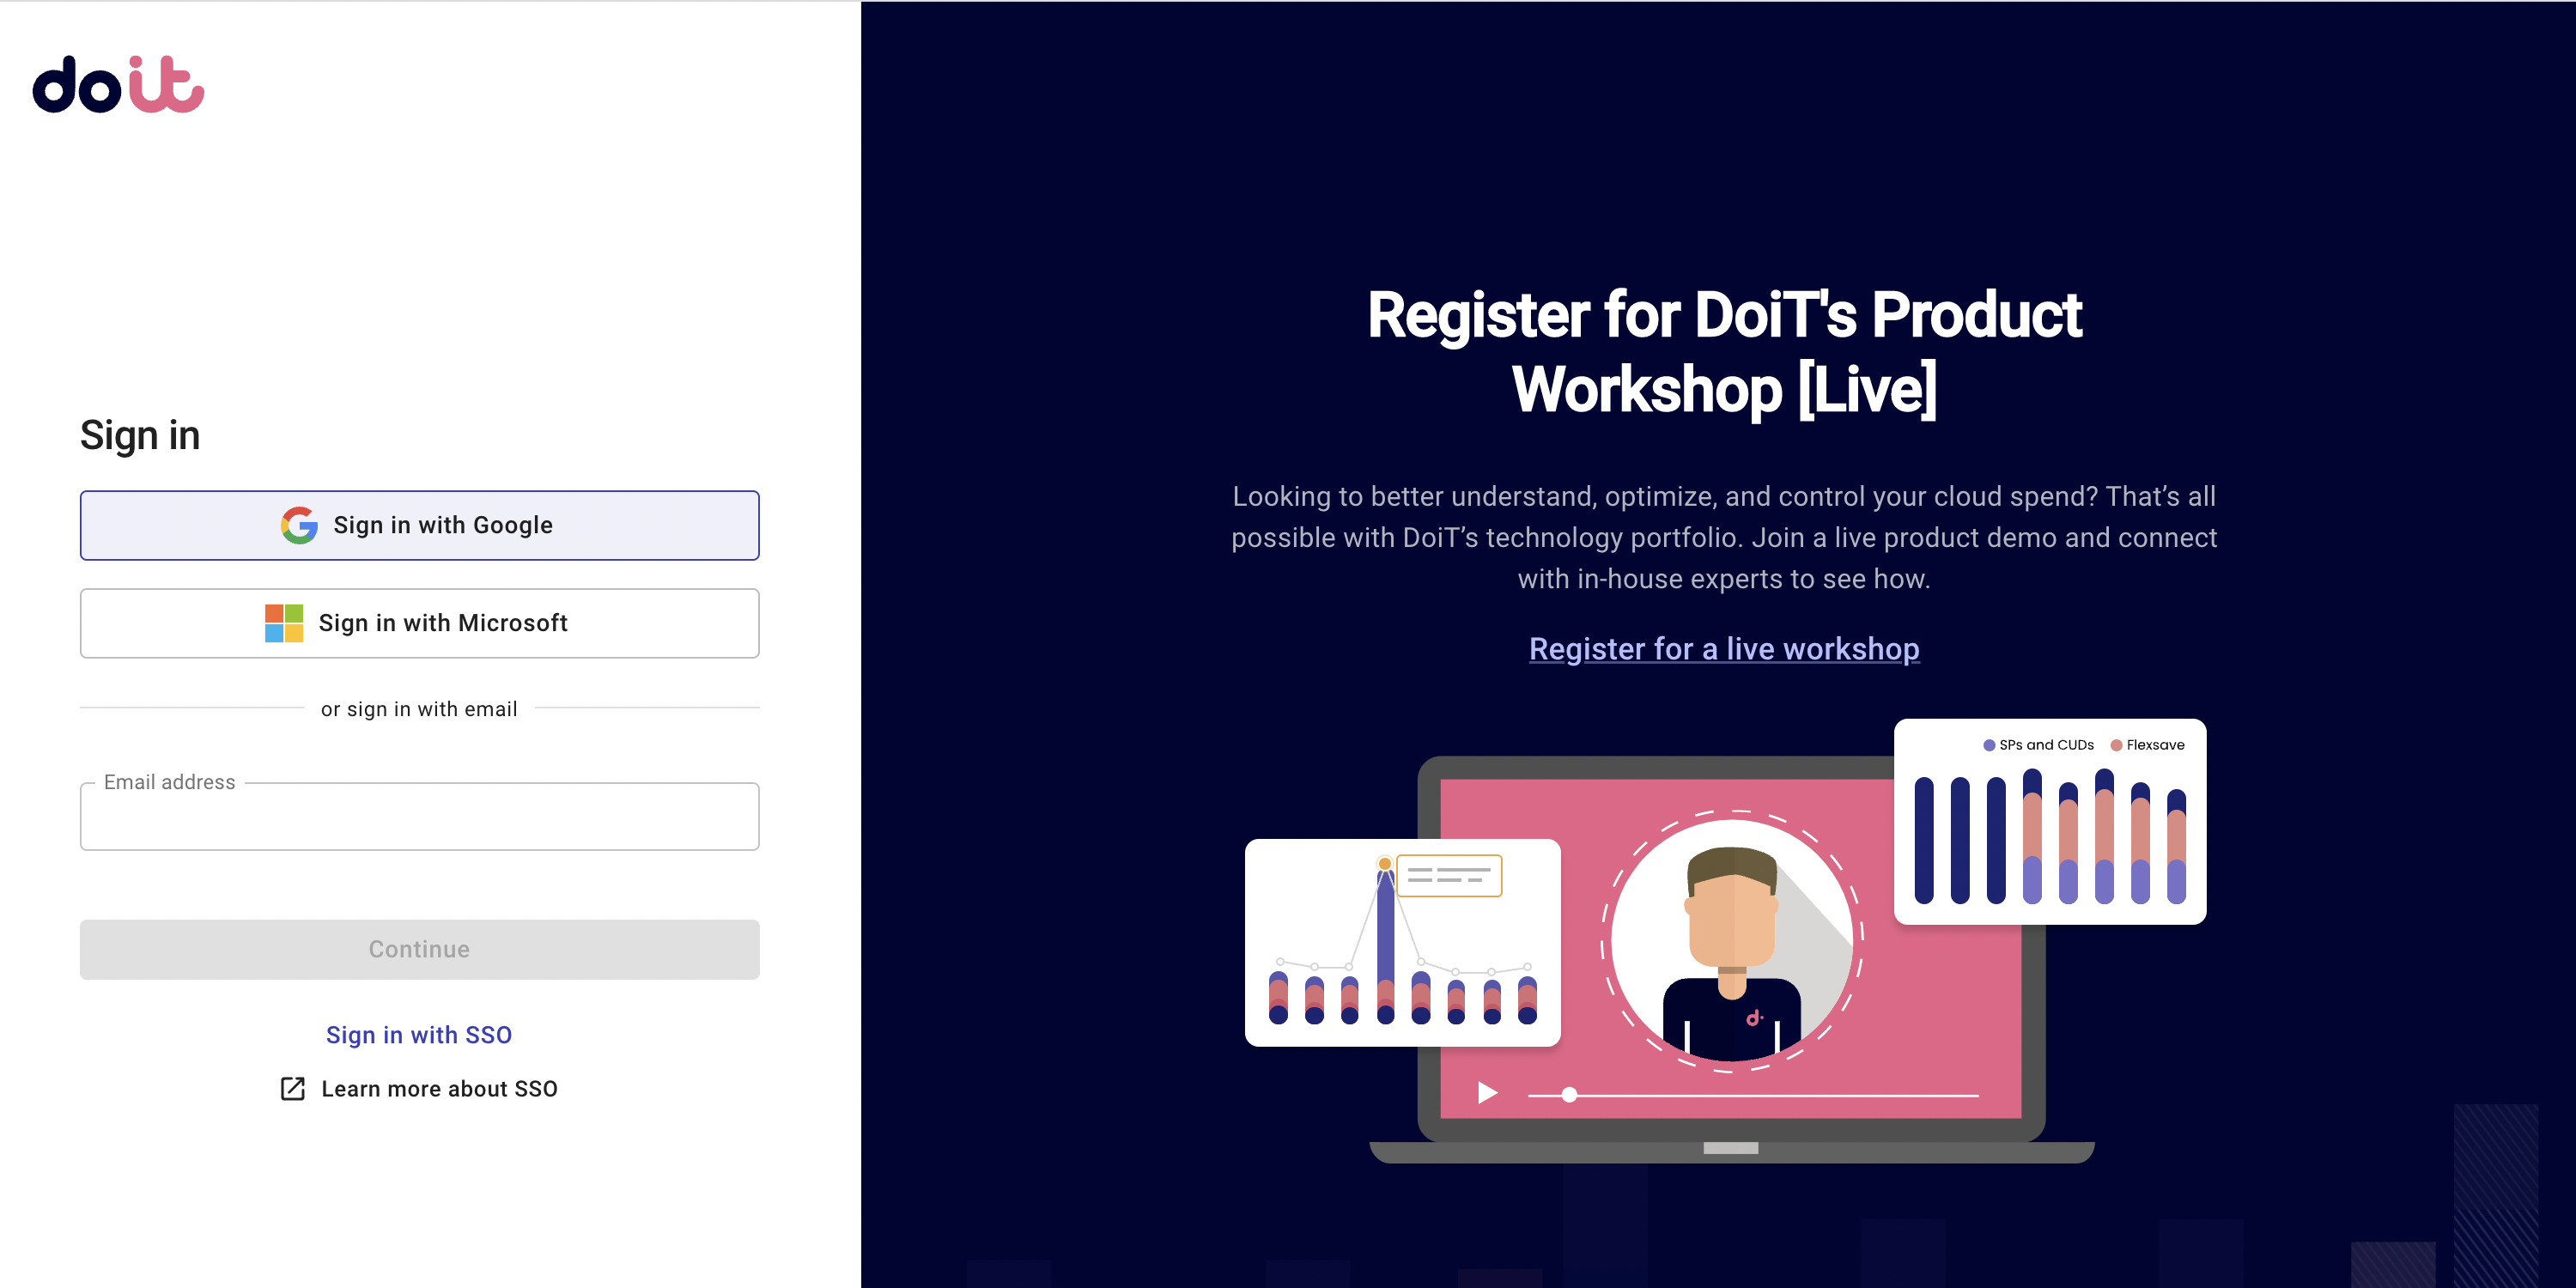 doit
Sign in
Sign in with Google
Sign in with Microsoft
or sign in with email
Email address
Continue
Sign in with SSO
Learn more about SSO
Register for DoiT's Product
Workshop [Live]
Looking to better understand, optimize, and control your cloud spend? That’s all
possible with DoiT’s technology portfolio. Join a live product demo and connect
with in-house experts to see how.
Register for a live workshop
SPs and CUDs Flexsave
d